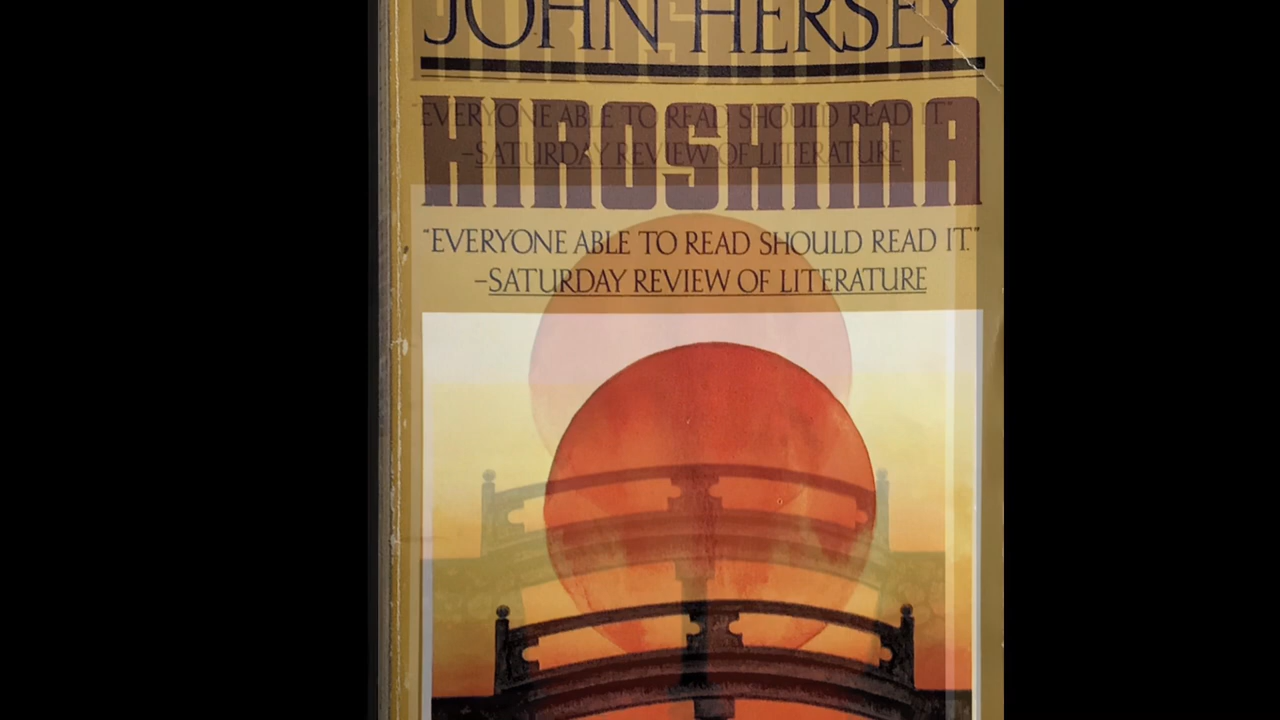 JOHN HERSEY
HIROSHIMA
"EVERYONE ABLE TO READ SHOULD READ IT."
–SATURDAY REVIEW OF LITERATURE
"EVERYONE ABLE TO READ SHOULD READ IT."
–SATURDAY REVIEW OF LITERATURE